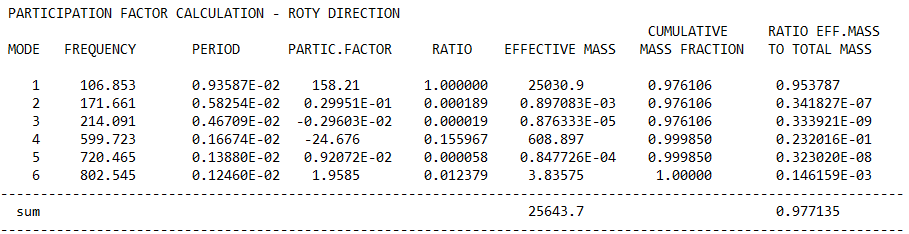 PARTICIPATION FACTOR CALCULATION - ROTY DIRECTION
CUMULATIVE RATIO EFF.MASS
MODE FREQUENCY PERIOD PARTIC.FACTOR RATIO EFFECTIVE MASS MASS FRACTION TO TOTAL MASS
1 106.853 0.93587E-02 158.21 1.000000 25030.9 0.976106 0.953787
2 171.661 0.58254E-02 0.29951E-01 0.000189 0.897083E-03 0.976106 0.341827E-07
3 214.091 0.46709E-02 -0.29603E-02 0.000019 0.876333E-05 0.976106 0.333921E-09
4 599.723 0.16674E-02 -24.676 0.155967 608.897 0.999850 0.232016E-01
5 720.465 0.13880E-02 0.92072E-02 0.000058 0.847726E-04 0.999850 0.323020E-08
6 802.545 0.12460E-02 1.9585 0.012379 3.83575 1.00000 0.146159E-03
sum 25643.7 0.977135